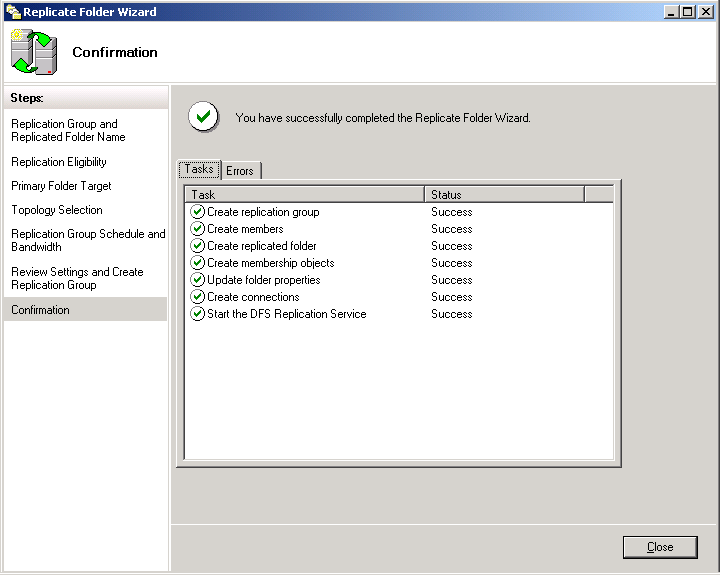 Replicate Folder Wizard
Confirmation
Steps:
Replication Group and
Replicated Folder Name
Replication Eligibility
Primary Folder Target
Topology Selection
Replication Group Schedule and
Bandwidth
Review Settings and Create
Replication Group
Confirmation
You have successfully completed the Replicate Folder Wizard.
Tasks Errors
Task Status
Create replication group Success
Create members Success
Create replicated folder Success
Create membership objects Success
Update folder properties Success
Create connections Success
Start the DFS Replication Service Success
Close